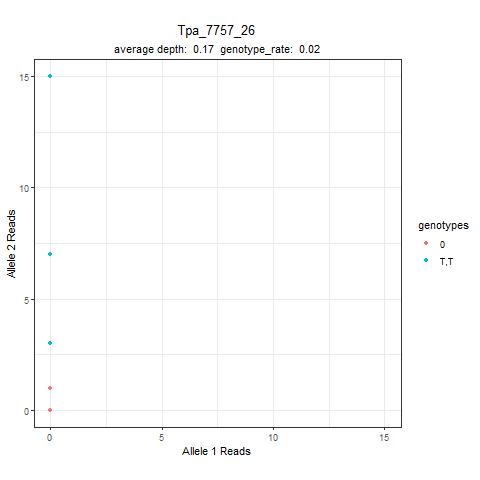 Tpa_7757_26
average depth: 0.17 genotype_rate: 0.02
15
10
5
0
Allele 2 Reads
0 5 10 15
Allele 1 Reads
genotypes
0
T,T